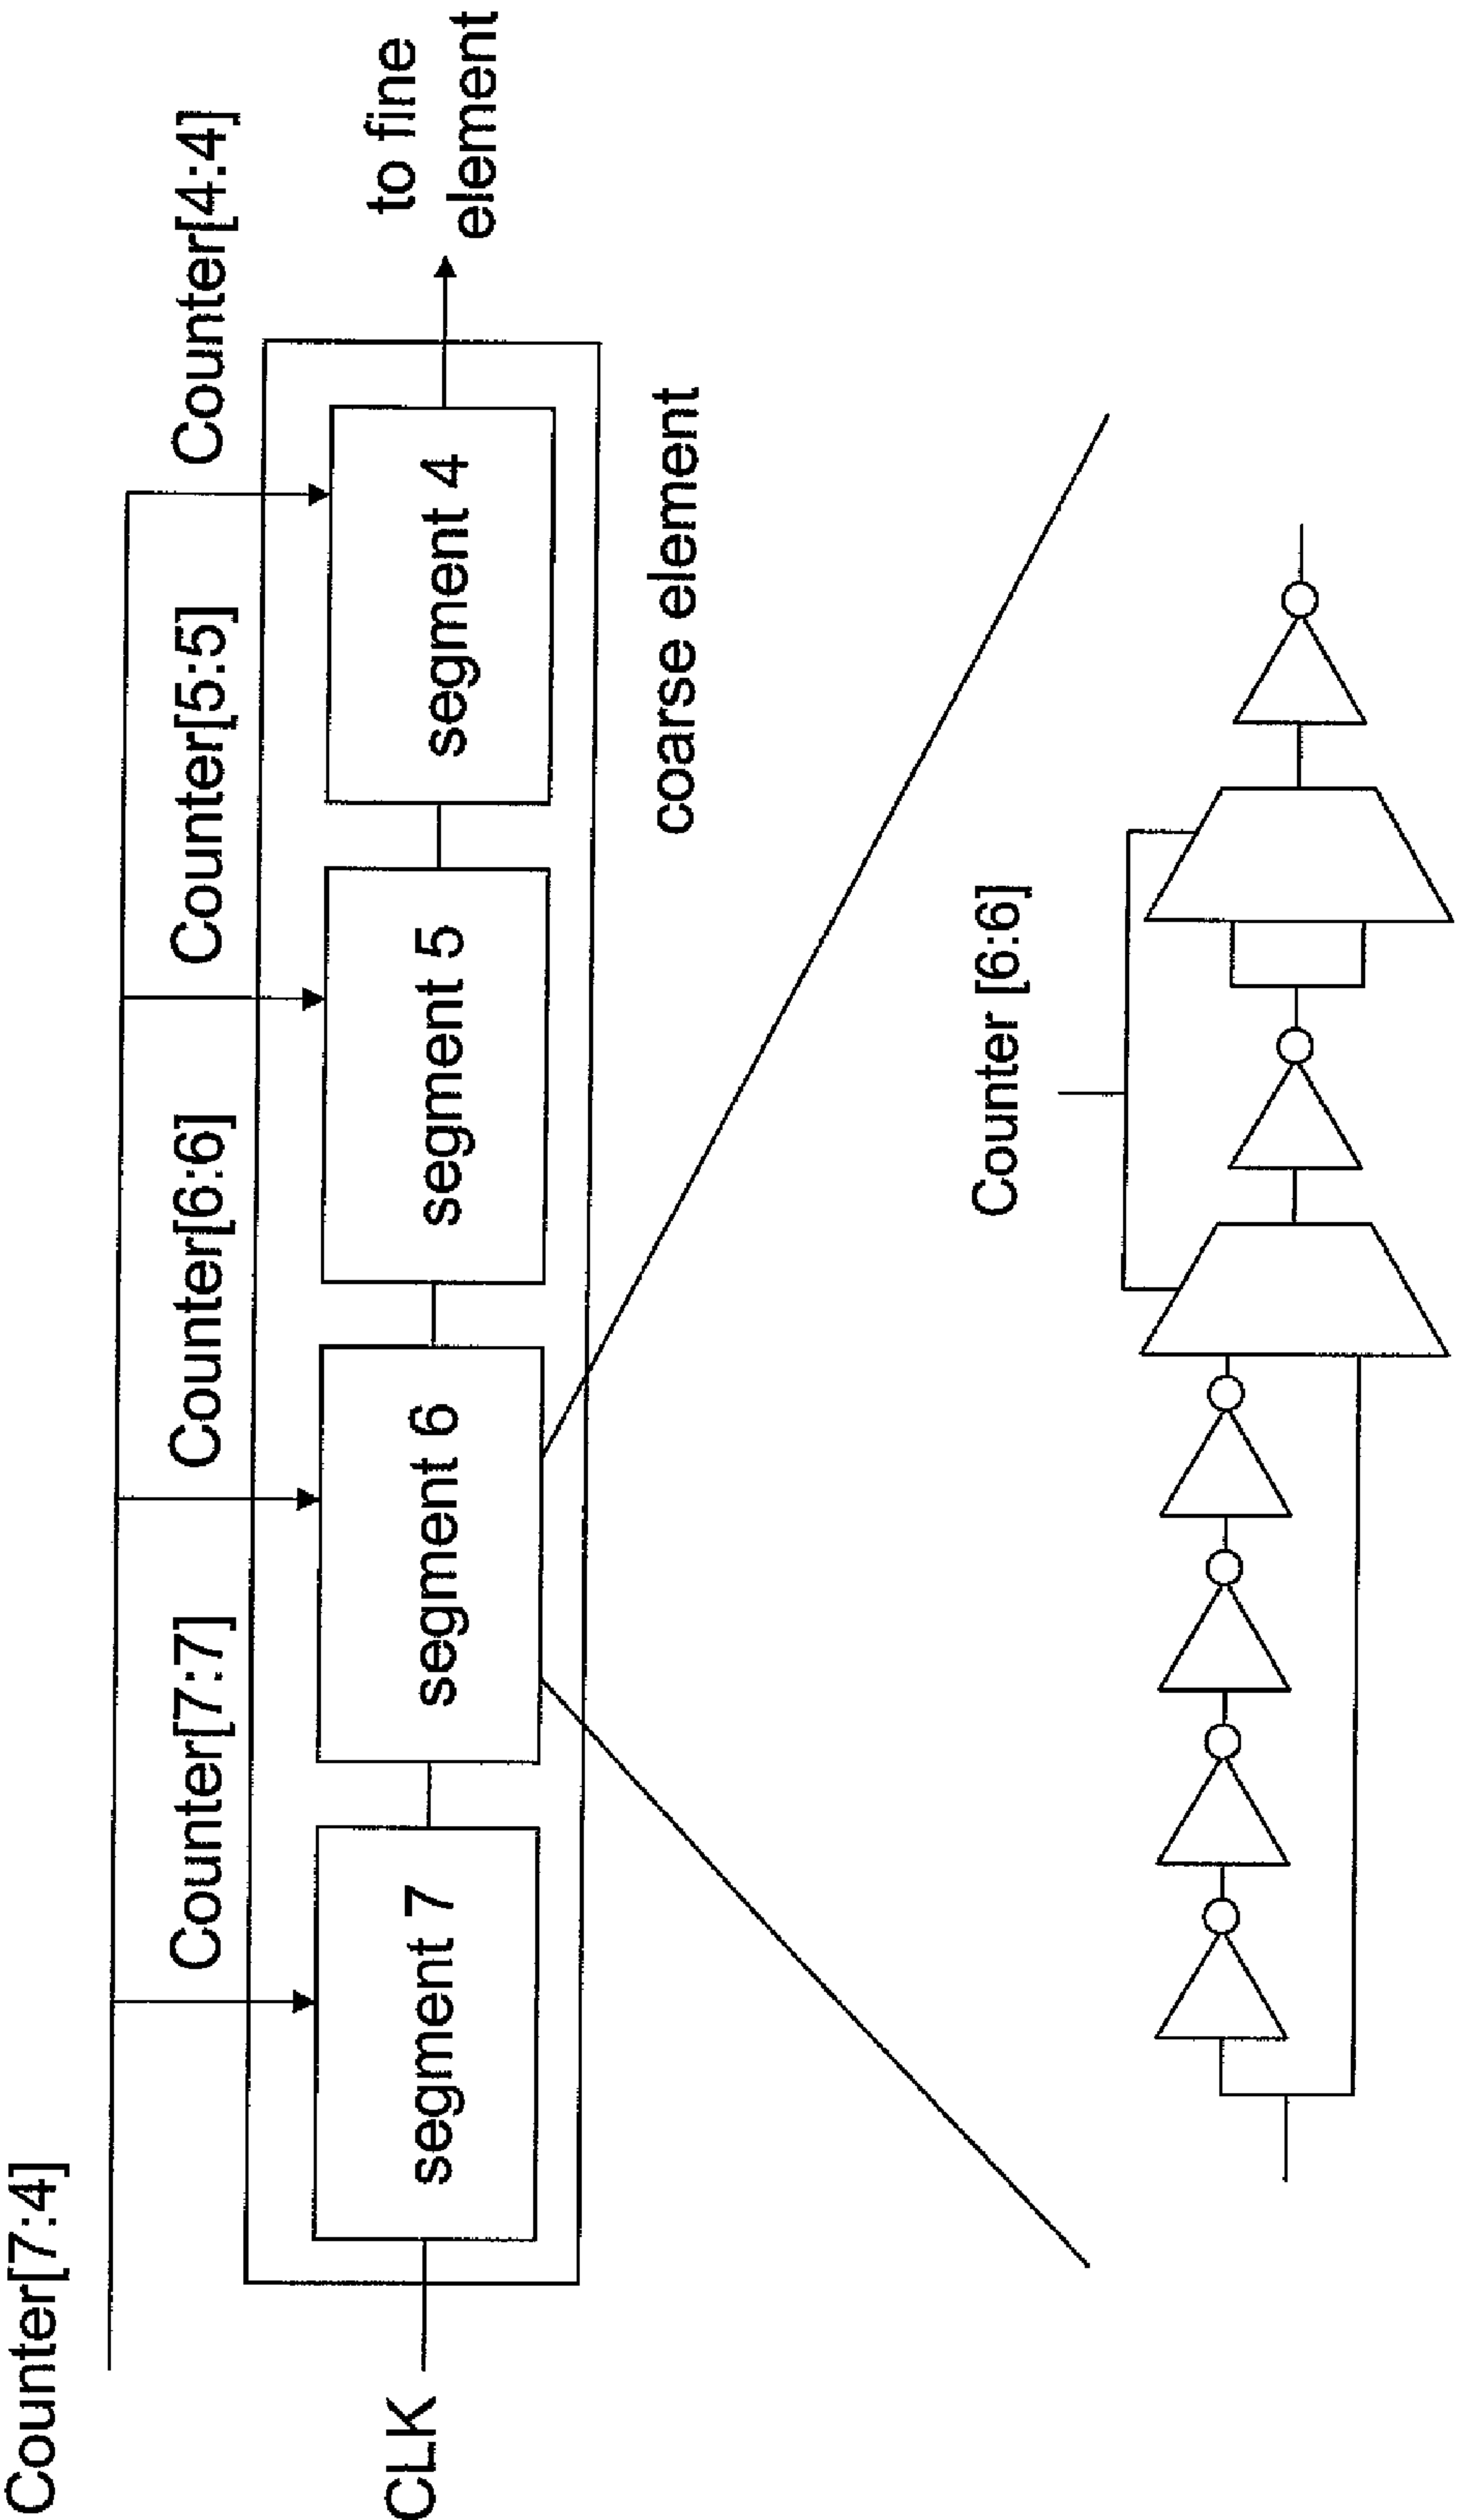 Counter[7:4]
Counter[7:7]
Counter[6:6]
Counter[5:5]
Counter[4:4]
CLK
segment 7
segment 6
segment 5
segment 4
to fine
element
coarse element
Counter [6:6]